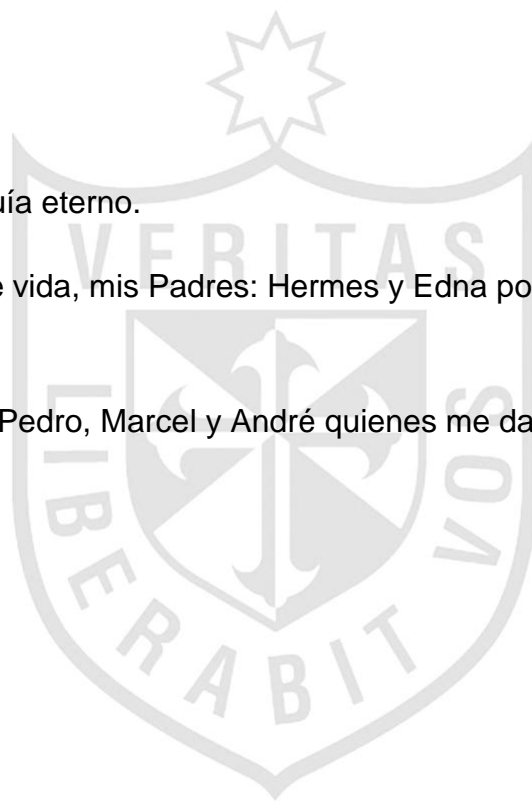 uía eterno.
VERITAS
e vida, mis Padres: Hermes y Edna po
Pedro, Marcel y André quienes me da
LIBERABIT VOS